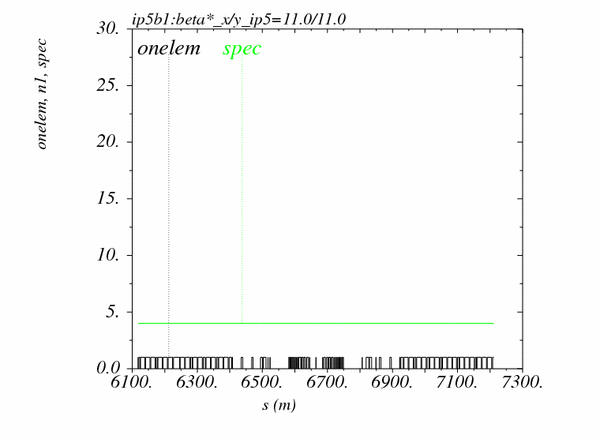 ip5b1:beta*_x/y_ip5=11.0/11.0
30.
onelem spec
25.
onelem, n1, spec
20.
15.
10.
5.
0.0
6100. 6300. 6500. 6700. 6900. 7100. 7300.
s (m)